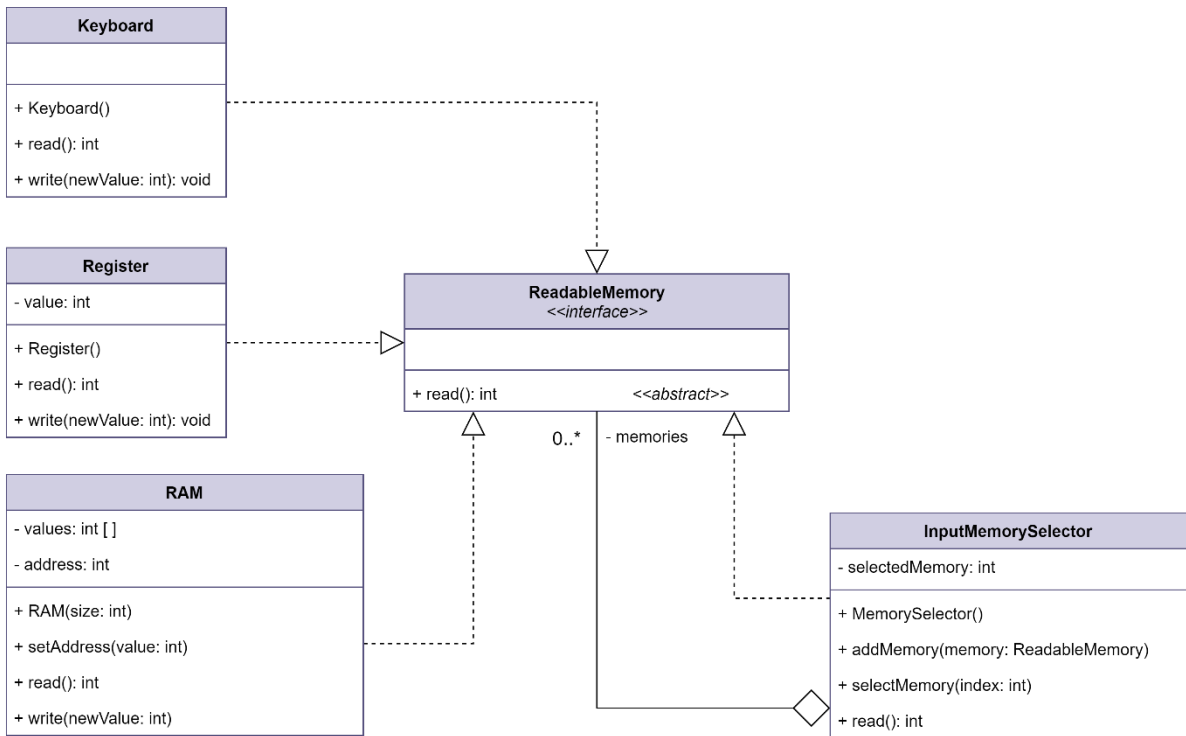 Keyboard
+ Keyboard()
+ read(): int
+ write(newValue: int): void
Register
- value: int
+ Register()
+ read(): int
+ write(newValue: int): void
ReadableMemory
<<interface>>
+ read(): int <<abstract>>
0..* - memories
RAM
- values: int [ ]
- address: int
+ RAM(size: int)
+ setAddress(value: int)
+ read(): int
+ write(newValue: int)
InputMemorySelector
- selectedMemory: int
+ MemorySelector()
+ addMemory(memory: ReadableMemory)
+ selectMemory(index: int)
+ read(): int